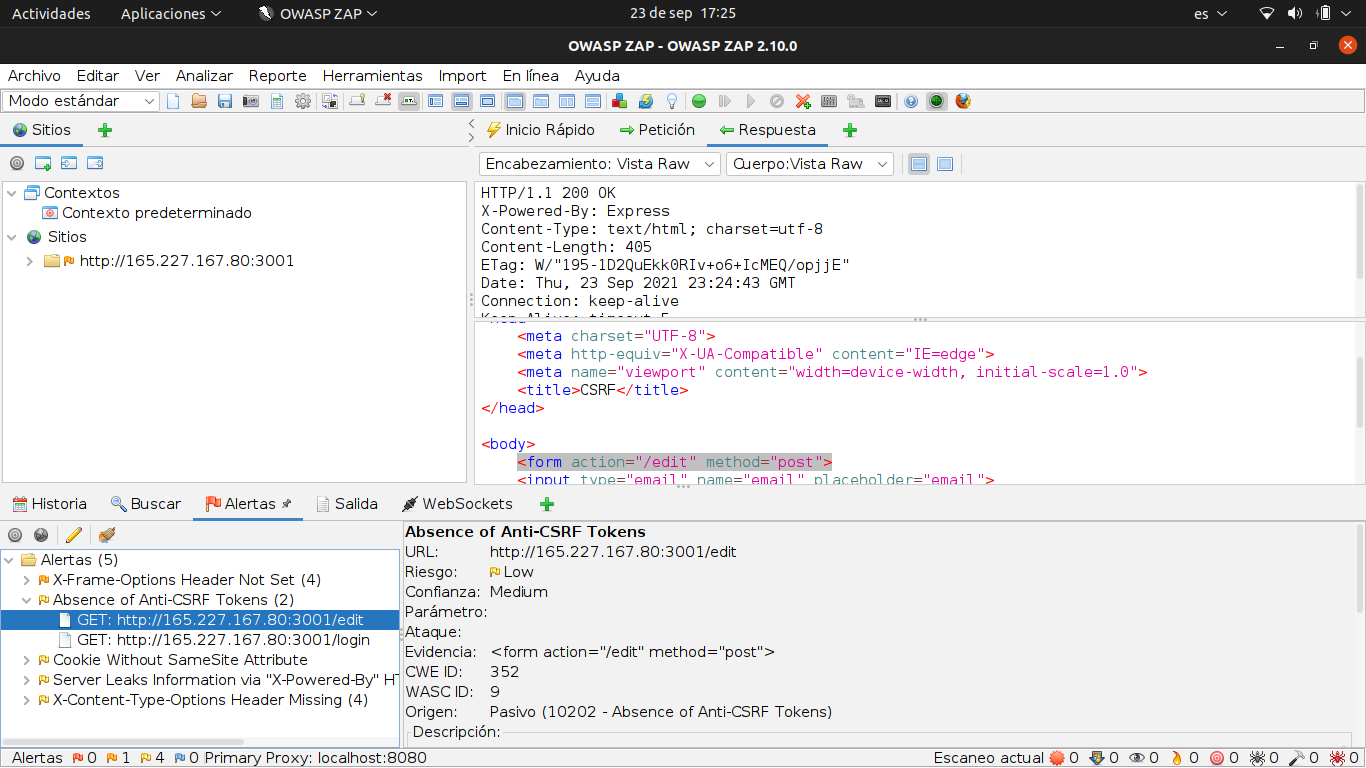 Actividades Aplicaciones OWASP ZAP 23 de sep 17:25 es
OWASP ZAP - OWASP ZAP 2.10.0
Archivo Editar Ver Analizar Reporte Herramientas Import En línea Ayuda
Modo estándar
Sitios
Inicio Rápido Petición Respuesta
Encabezamiento: Vista Raw Cuerpo:Vista Raw
Contextos
Contexto predeterminado
Sitios
http://165.227.167.80:3001
HTTP/1.1 200 OK
X-Powered-By: Express
Content-Type: text/html; charset=utf-8
Content-Length: 405
ETag: W/"195-1D2QuEkk0RIv+o6+IcMEQ/opjjE"
Date: Thu, 23 Sep 2021 23:24:43 GMT
Connection: keep-alive
Keep-Alive: timeout=5
<head>
<meta charset="UTF-8">
<meta http-equiv="X-UA-Compatible" content="IE=edge">
<meta name="viewport" content="width=device-width, initial-scale=1.0">
<title>CSRF</title>
</head>
<body>
<form action="/edit" method="post">
<input type="email" name="email" placeholder="email">
Historia Buscar Alertas Salida WebSockets
Alertas (5)
X-Frame-Options Header Not Set (4)
Absence of Anti-CSRF Tokens (2)
GET: http://165.227.167.80:3001/edit
GET: http://165.227.167.80:3001/login
Cookie Without SameSite Attribute
Server Leaks Information via "X-Powered-By" HT
X-Content-Type-Options Header Missing (4)
Absence of Anti-CSRF Tokens
URL: http://165.227.167.80:3001/edit
Riesgo: Low
Confianza: Medium
Parámetro:
Ataque:
Evidencia: <form action="/edit" method="post">
CWE ID: 352
WASC ID: 9
Origen: Pasivo (10202 - Absence of Anti-CSRF Tokens)
Descripción:
Alertas 0 1 4 0 Primary Proxy: localhost:8080 Escaneo actual 0 0 0 0 0 0 0 0